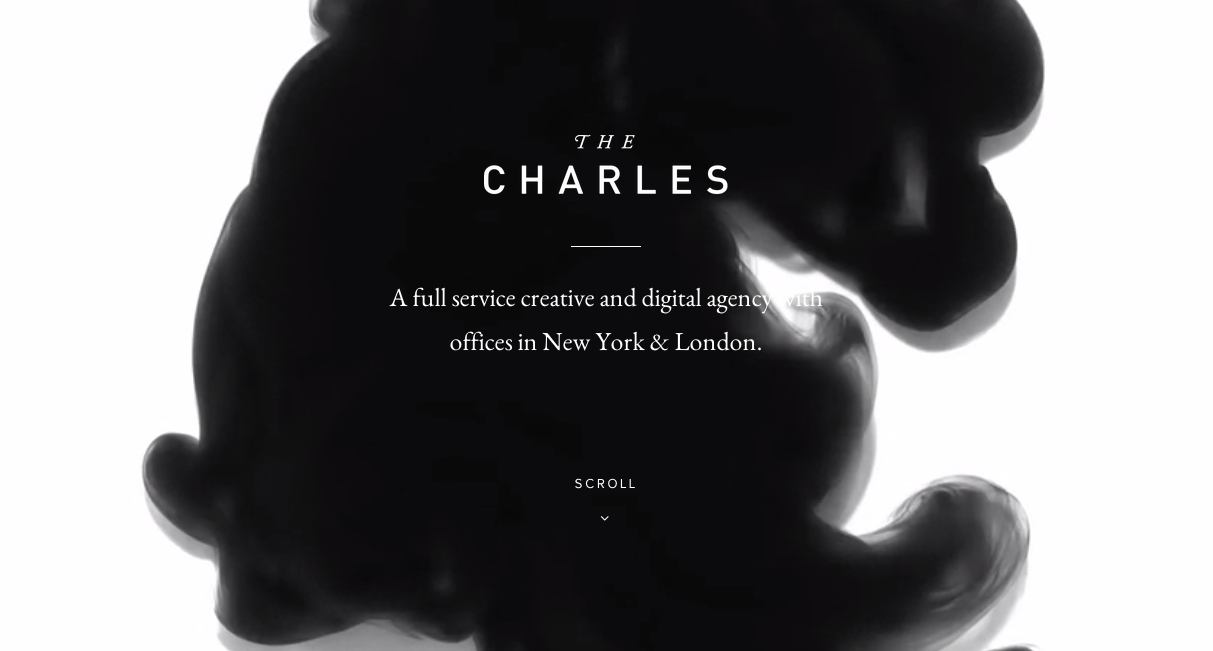 THE
CHARLES
A full service creative and digital agency with
offices in New York & London.
SCROLL